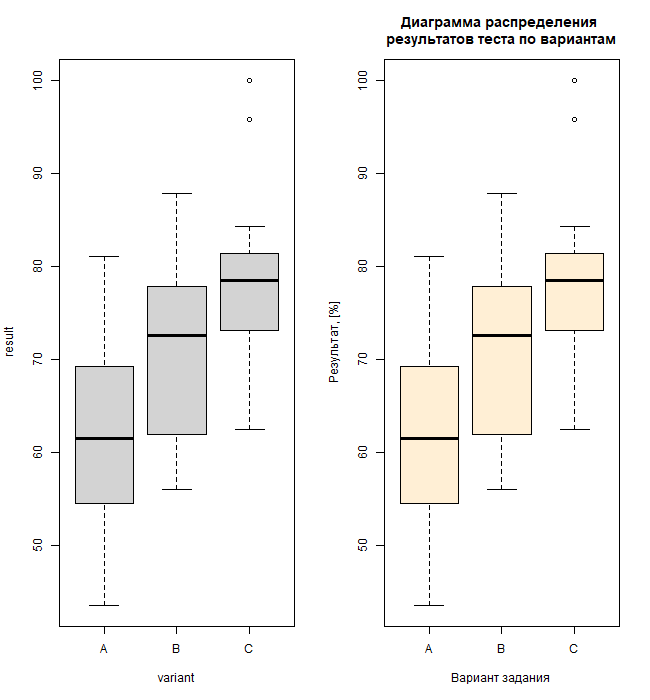 100
90
80
70
60
50
result
A B C
variant
Диаграмма распределения
результатов теста по вариантам
100
90
80
70
60
50
Результат, [%]
A B C
Вариант задания